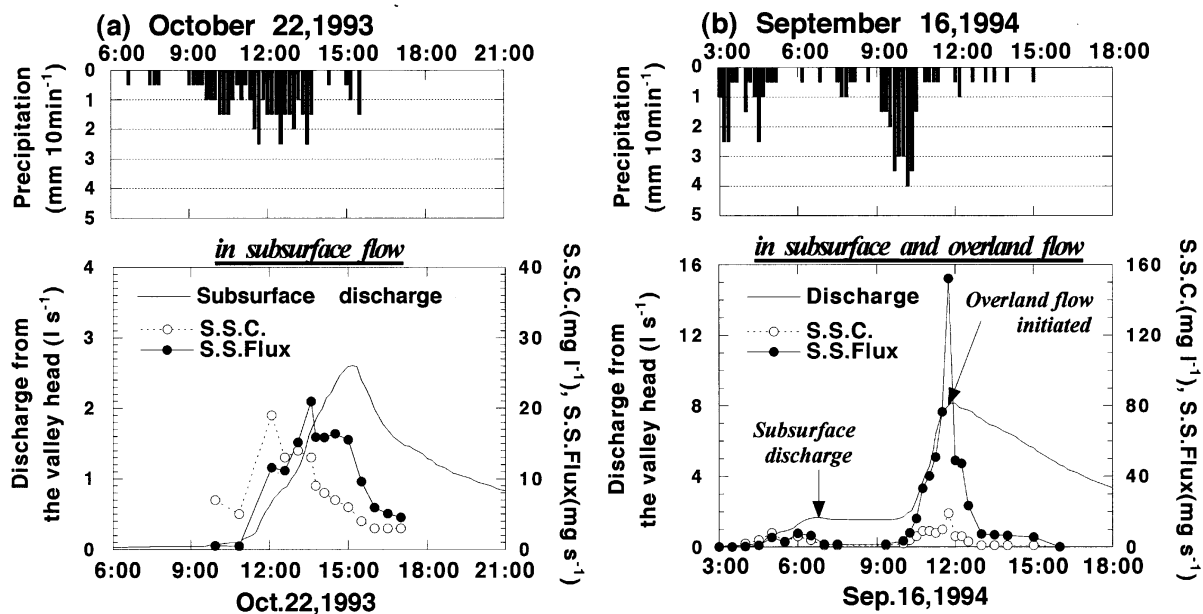 (a) October 22,1993
6:00 9:00 12:00 15:00 18:00 21:00
Precipitation
(mm 10min⁻¹)
0
1
2
3
4
5
in subsurface flow
Discharge from
the valley head (l s⁻¹)
4
3
2
1
0
Subsurface discharge
S.S.C.
S.S.Flux
40
30
20
10
0
S.S.C.(mg l⁻¹), S.S.Flux(mg s⁻¹)
6:00 9:00 12:00 15:00 18:00 21:00
Oct.22,1993
(b) September 16,1994
3:00 6:00 9:00 12:00 15:00 18:00
Precipitation
(mm 10min⁻¹)
0
1
2
3
4
5
in subsurface and overland flow
Discharge from
the valley head (l s⁻¹)
16
12
8
4
0
Discharge
S.S.C.
S.S.Flux
Overland flow
initiated
Subsurface
discharge
160
120
80
40
0
S.S.C.(mg l⁻¹), S.S.Flux(mg s⁻¹)
3:00 6:00 9:00 12:00 15:00 18:00
Sep.16,1994